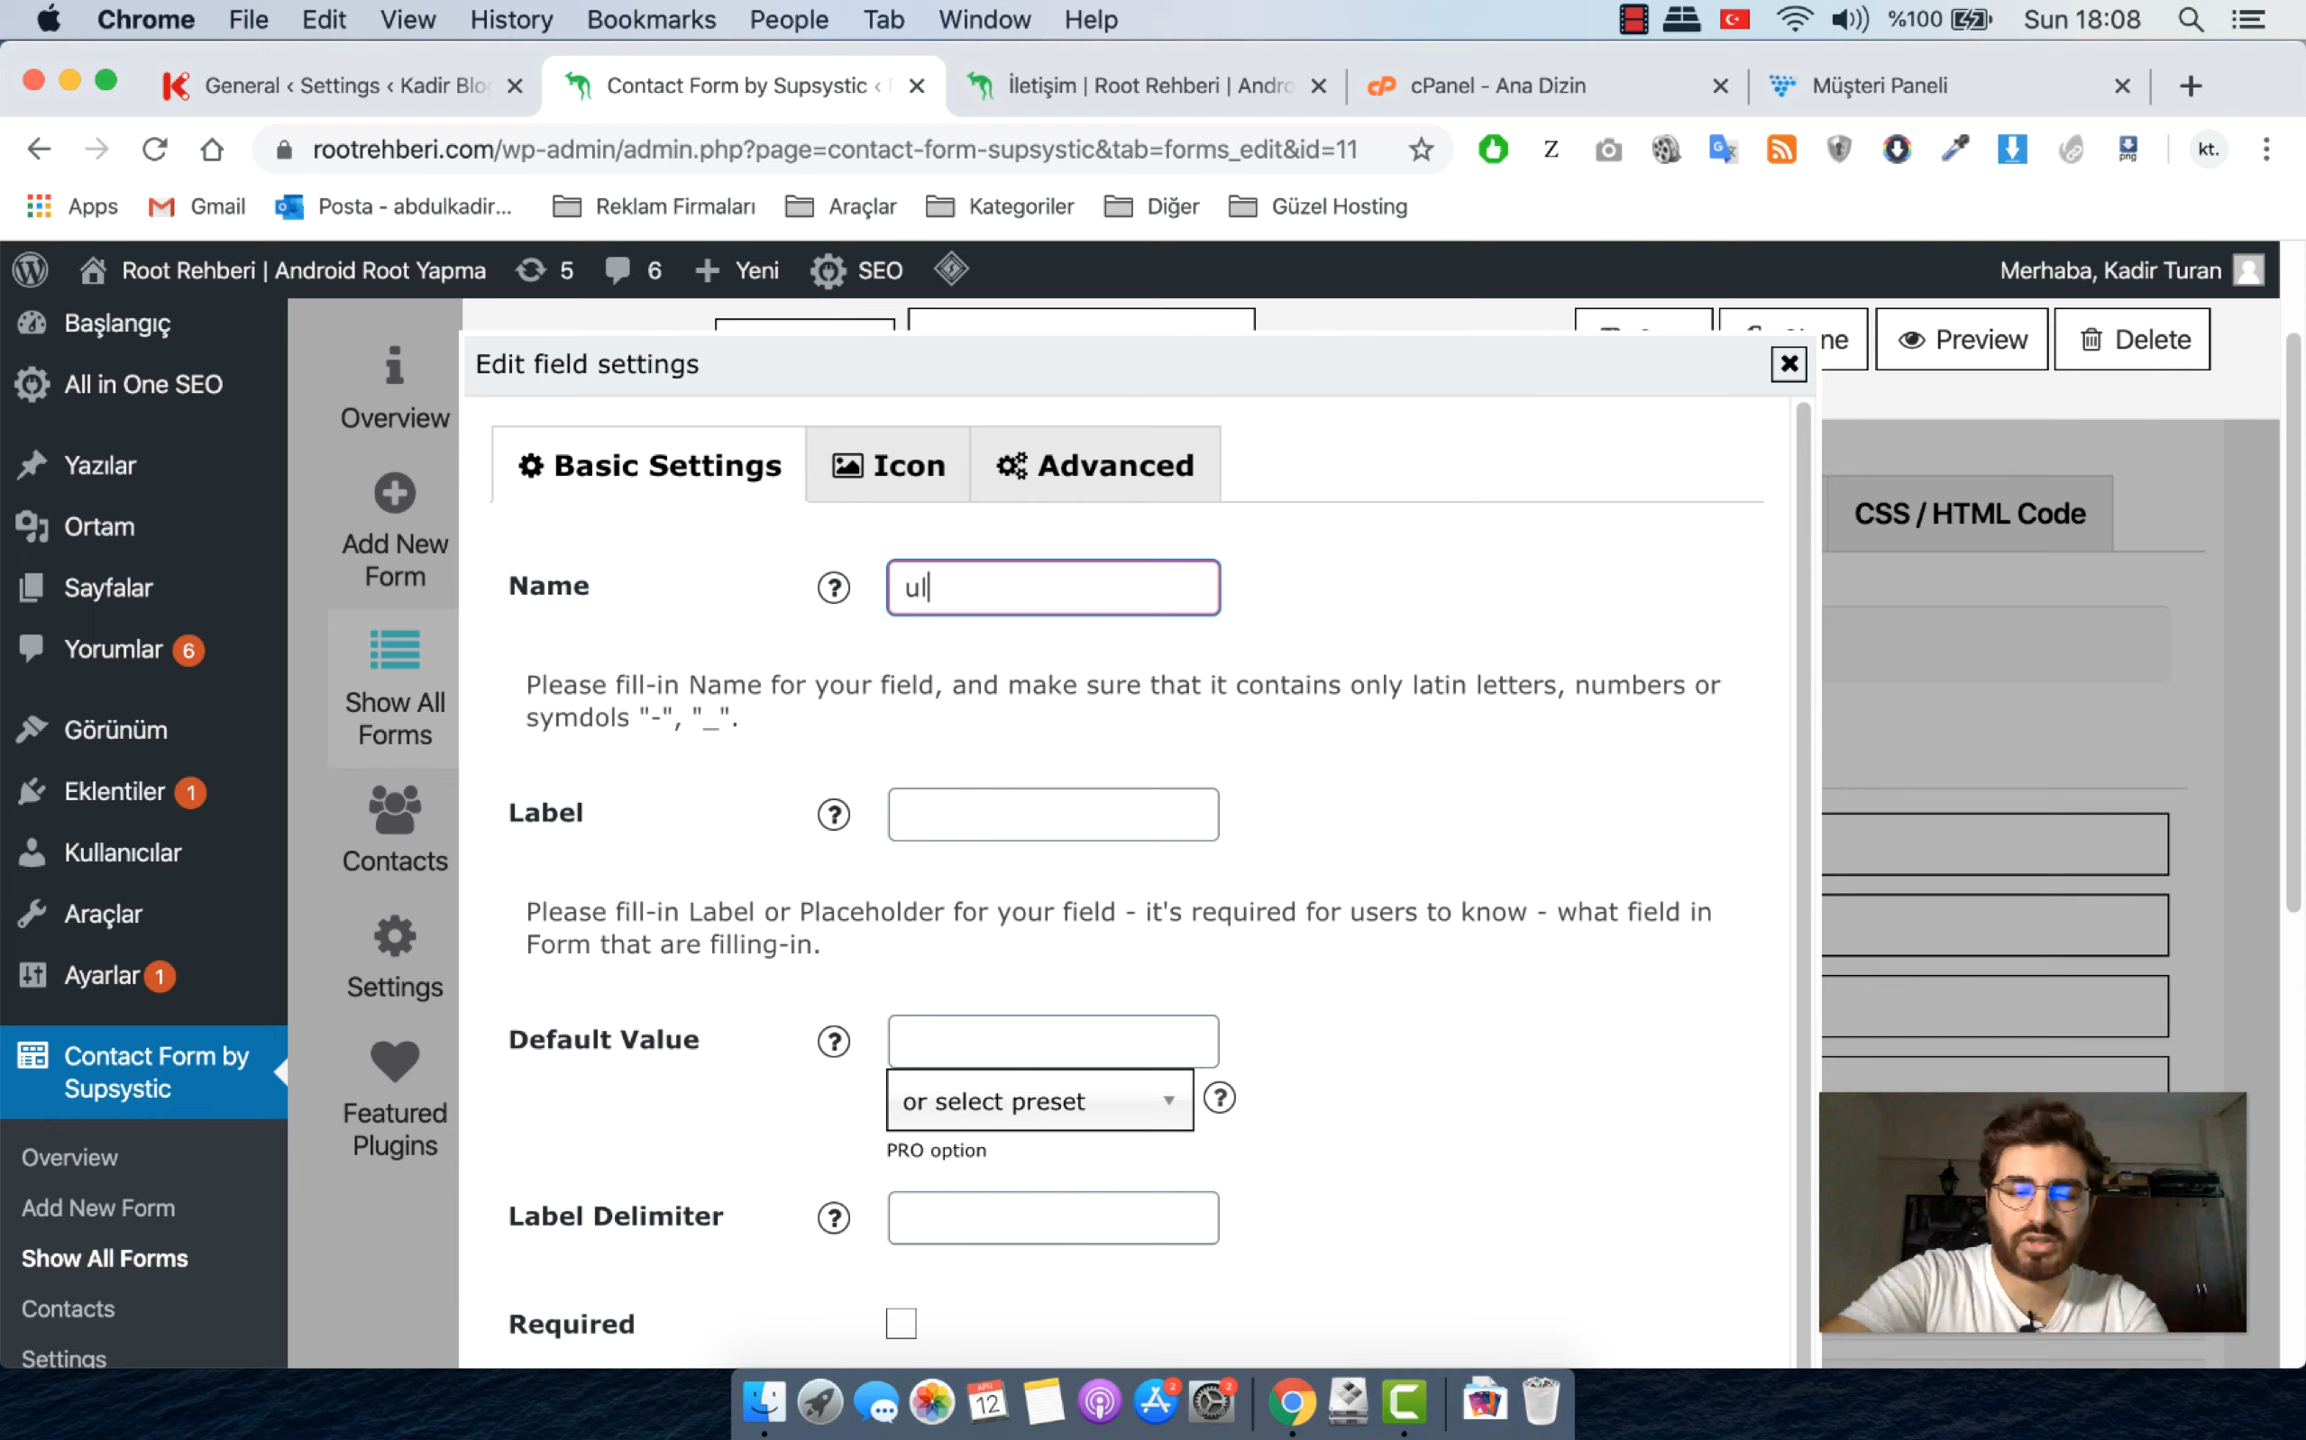 Chrome File Edit View History Bookmarks People Tab Window Help %100 Sun 18:08
General ‹ Settings ‹ Kadir Blo
Contact Form by Supsystic ‹
İletişim | Root Rehberi | Andro
cPanel - Ana Dizin
Müşteri Paneli
rootrehberi.com/wp-admin/admin.php?page=contact-form-supsystic&tab=forms_edit&id=11
Z
png
kt.
Apps Gmail Posta - abdulkadir... Reklam Firmaları Araçlar Kategoriler Diğer Güzel Hosting
Root Rehberi | Android Root Yapma 5 6 Yeni SEO Merhaba, Kadir Turan
Başlangıç
All in One SEO
Yazılar
Ortam
Sayfalar
Yorumlar 6
Görünüm
Eklentiler 1
Kullanıcılar
Araçlar
Ayarlar 1
Contact Form by
Supsystic
Overview
Add New Form
Show All Forms
Contacts
Settings
Overview
Add New
Form
Show All
Forms
Contacts
Settings
Featured
Plugins
ne
Preview
Delete
CSS / HTML Code
Edit field settings
Basic Settings Icon Advanced
Name ? ul
Please fill-in Name for your field, and make sure that it contains only latin letters, numbers or
symdols "-", "_".
Label ?
Please fill-in Label or Placeholder for your field - it's required for users to know - what field in
Form that are filling-in.
Default Value ?
or select preset ?
PRO option
Label Delimiter ?
Required
APR
12
2
2